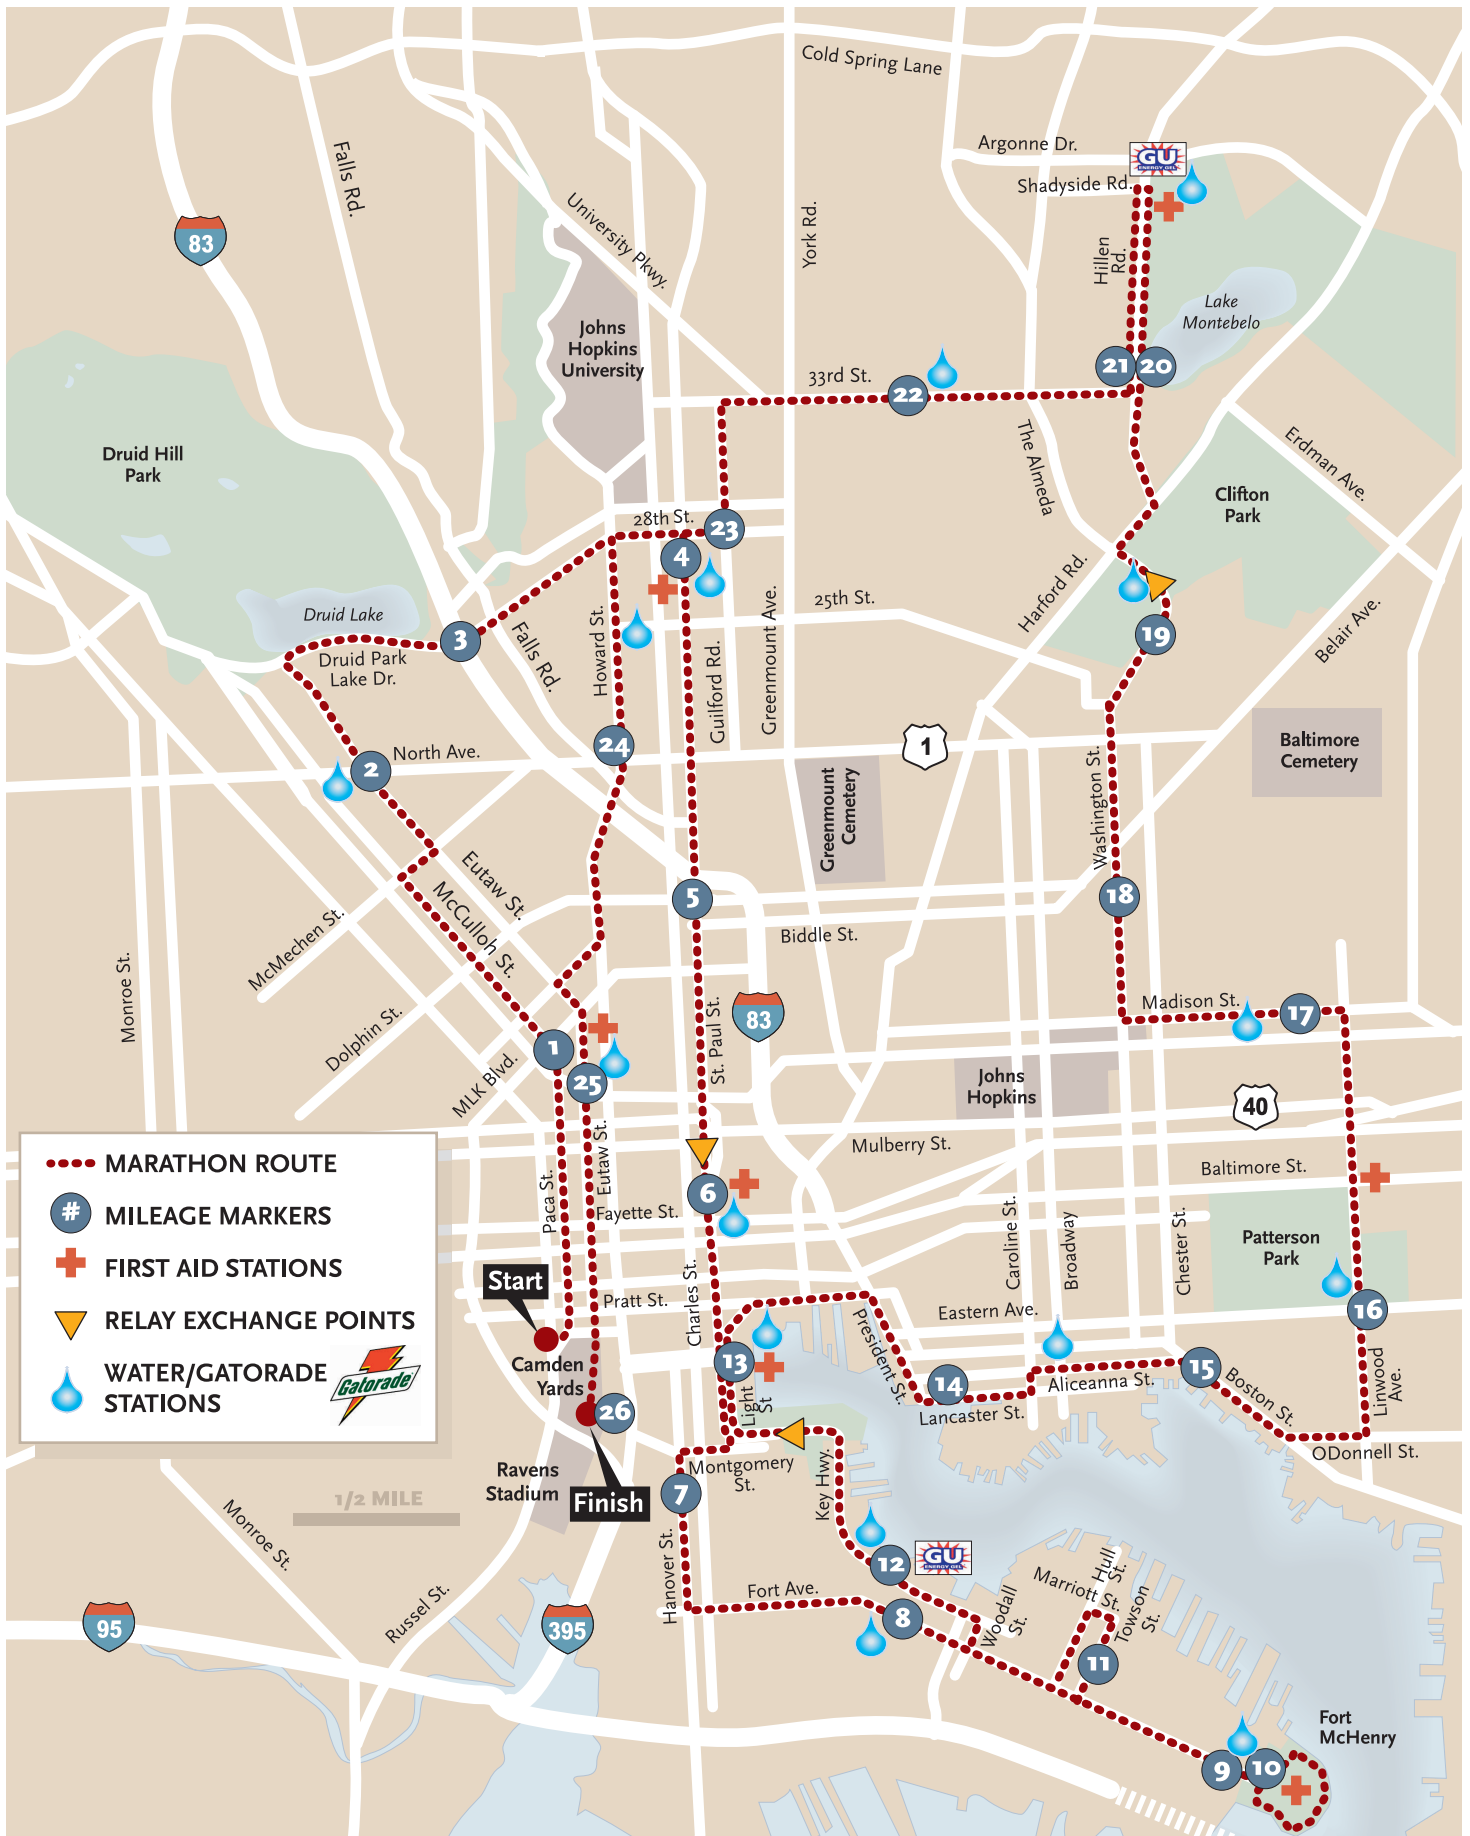 Cold Spring Lane
Argonne Dr.
GU
ENERGY GEL
Shadyside Rd.
Falls Rd.
83
University Pkwy.
York Rd.
Hillen
Rd.
Lake
Montebelo
Johns
Hopkins
University
33rd St.
22
21
20
Druid Hill
Park
The Almeda
Erdman Ave.
Clifton
Park
28th St.
23
4
Druid Lake
3
Howard St.
Falls Rd.
Guilford Rd.
Greenmount Ave.
25th St.
Harford Rd.
19
Belair Ave.
Druid Park
Lake Dr.
North Ave.
2
24
1
Baltimore
Cemetery
Greenmount
Cemetery
Washington St.
Eutaw St.
McCulloh St.
McMechen St.
5
18
Biddle St.
Monroe St.
Dolphin St.
MLK Blvd.
1
25
St. Paul St.
83
Madison St.
17
Johns
Hopkins
40
Mulberry St.
Baltimore St.
Paca St.
Eutaw St.
6
Fayette St.
Caroline St.
Broadway
Chester St.
Patterson
Park
MARATHON ROUTE
# MILEAGE MARKERS
FIRST AID STATIONS
RELAY EXCHANGE POINTS
WATER/GATORADE
STATIONS
Gatorade
Start
Pratt St.
Charles St.
Eastern Ave.
16
President St.
Camden
Yards
13
Light
St
14
Lancaster St.
Aliceanna St.
15
Boston St.
Linwood
Ave.
ODonnell St.
26
Ravens
Stadium
Finish
Montgomery
St.
7
Key Hwy.
1/2 MILE
Monroe St.
Hanover St.
12
GU
ENERGY GEL
Fort Ave.
8
Woodall
St.
Marriott St.
Hull
St.
Towson
St.
11
Russel St.
95
395
9
10
Fort
McHenry